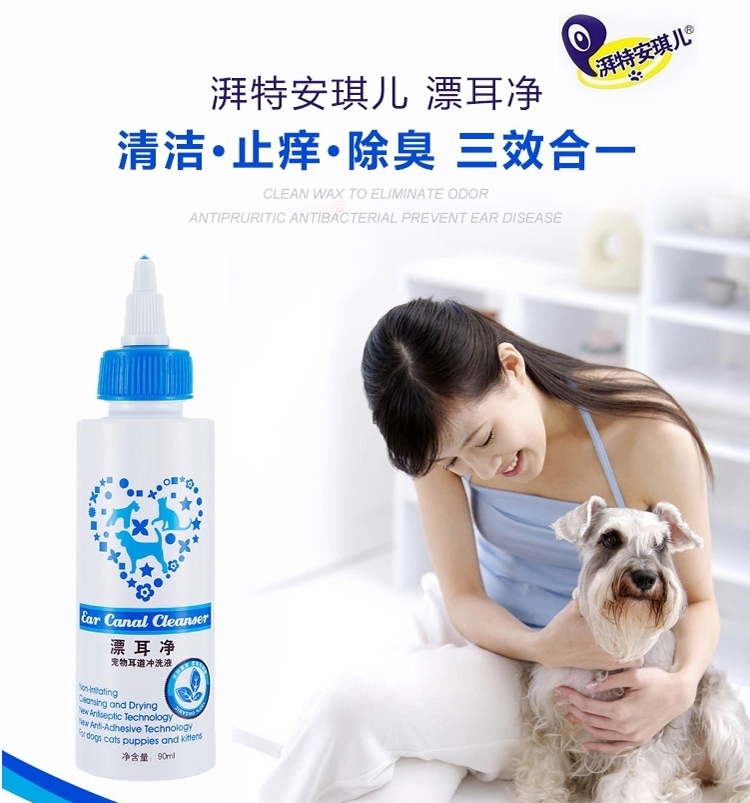 湃特安琪儿®
湃特安琪儿 漂耳净
清洁·止痒·除臭 三效合一
CLEAN WAX TO ELIMINATE ODOR
ANTIPRURITIC ANTIBACTERIAL PREVENT EAR DISEASE
Ear Canal Cleanser
漂耳净
宠物耳道冲洗液
Non-Irritating
Cleansing and Drying
New Antiseptic Technology
New Anti-Adhesive Technology
For dogs cats puppies and kittens
净含量：90ml